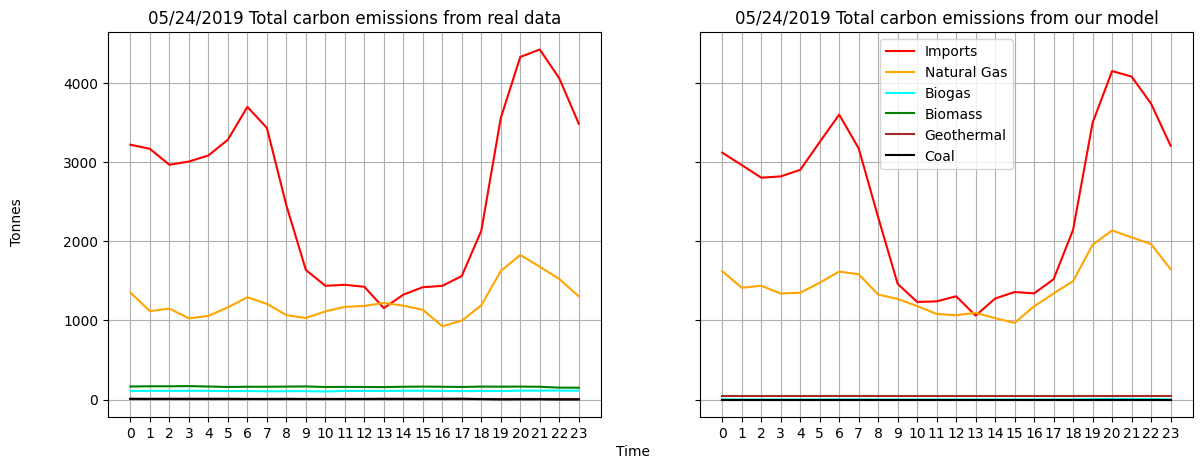 05/24/2019 Total carbon emissions from real data
05/24/2019 Total carbon emissions from our model
Tonnes
4000
3000
2000
1000
0
Imports
Natural Gas
Biogas
Biomass
Geothermal
Coal
0 1 2 3 4 5 6 7 8 9 10 11 12 13 14 15 16 17 18 19 20 21 22 23
0 1 2 3 4 5 6 7 8 9 10 11 12 13 14 15 16 17 18 19 20 21 22 23
Time